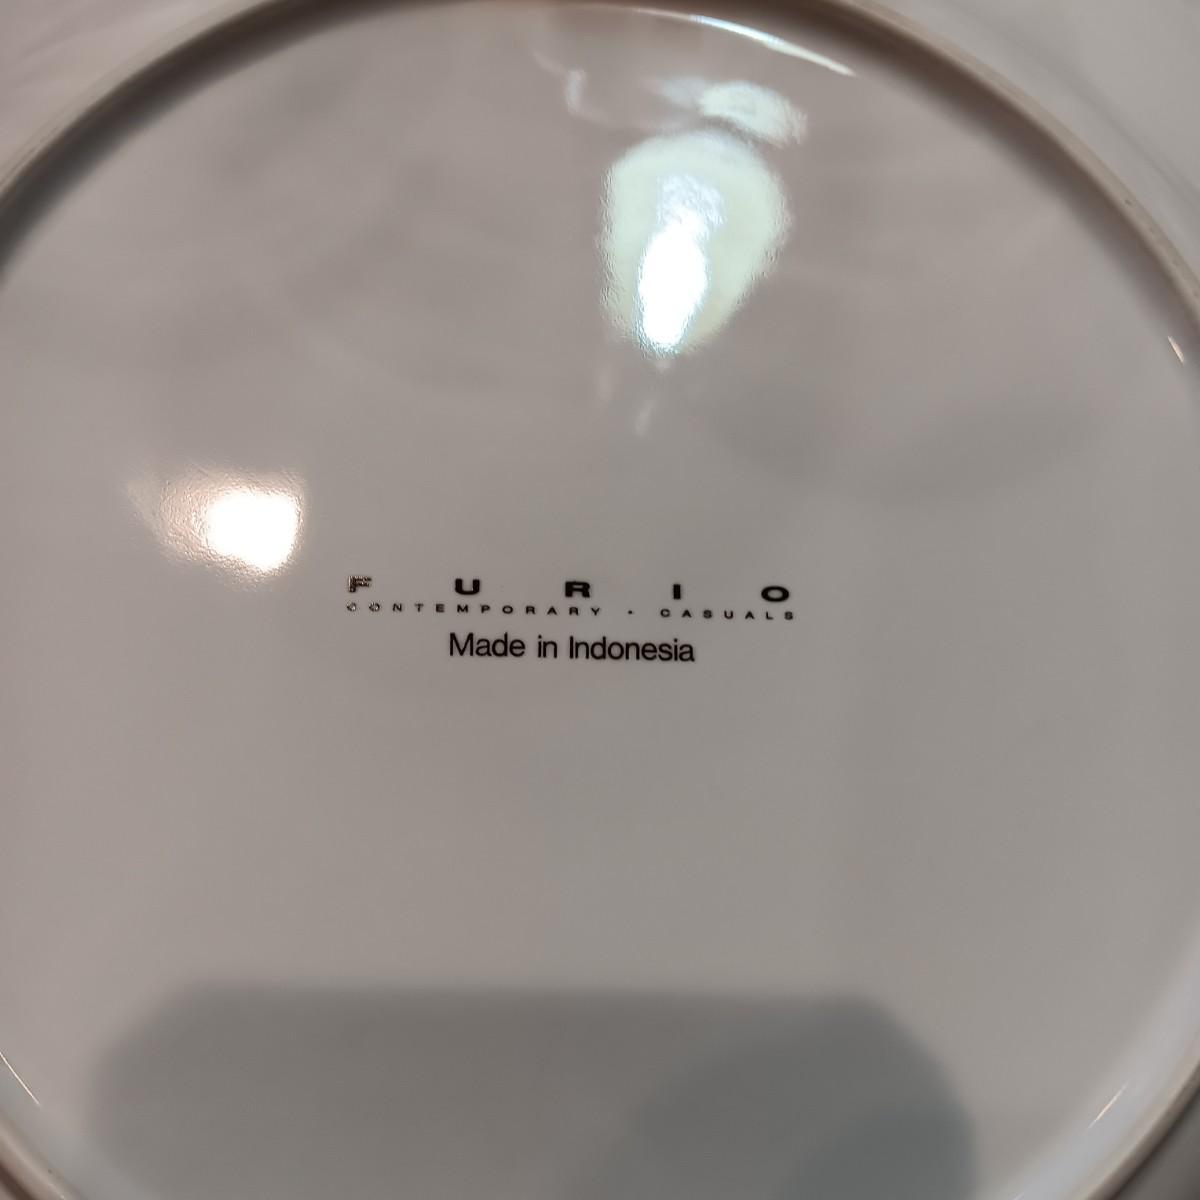 FURIO
CONTEMPORARY · CASUALS
Made in Indonesia